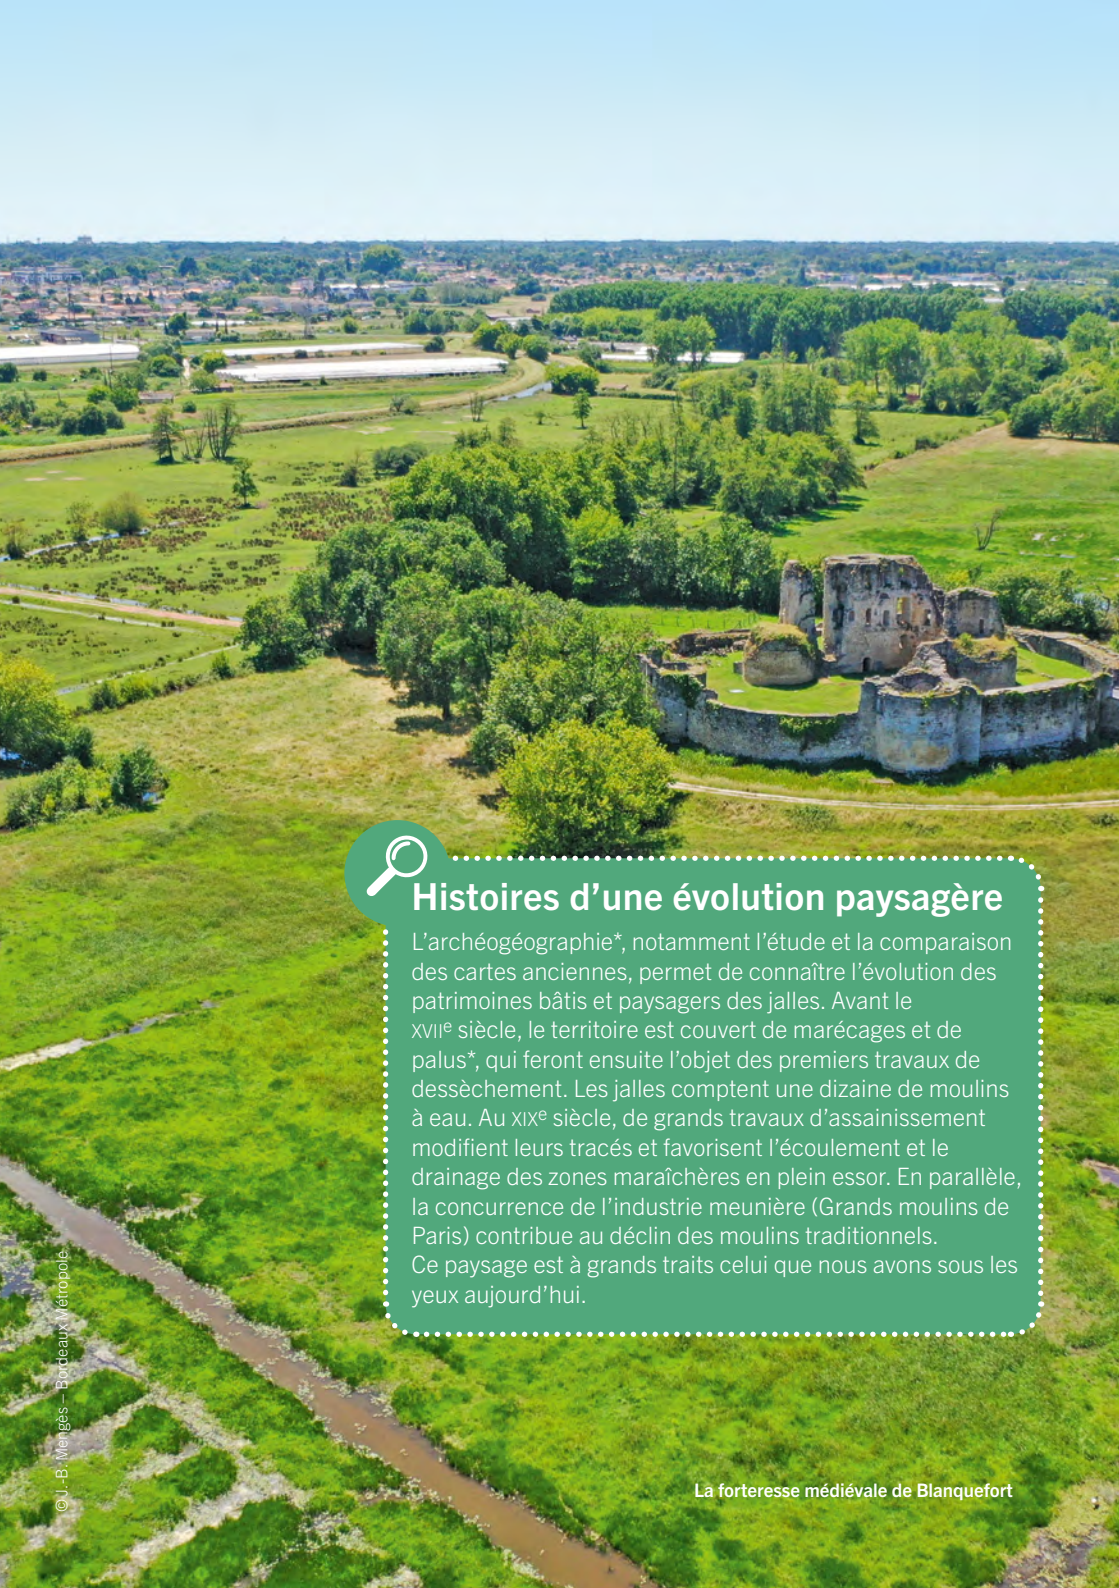 Histoires d’une évolution paysagère
L’archéogéographie*, notamment l’étude et la comparaison
des cartes anciennes, permet de connaître l’évolution des
patrimoines bâtis et paysagers des jalles. Avant le
XVIIe siècle, le territoire est couvert de marécages et de
palus*, qui feront ensuite l’objet des premiers travaux de
dessèchement. Les jalles comptent une dizaine de moulins
à eau. Au XIXe siècle, de grands travaux d’assainissement
modifient leurs tracés et favorisent l’écoulement et le
drainage des zones maraîchères en plein essor. En parallèle,
la concurrence de l’industrie meunière (Grands moulins de
Paris) contribue au déclin des moulins traditionnels.
Ce paysage est à grands traits celui que nous avons sous les
yeux aujourd’hui.
© J.-B. Mengès – Bordeaux Métropole
La forteresse médiévale de Blanquefort